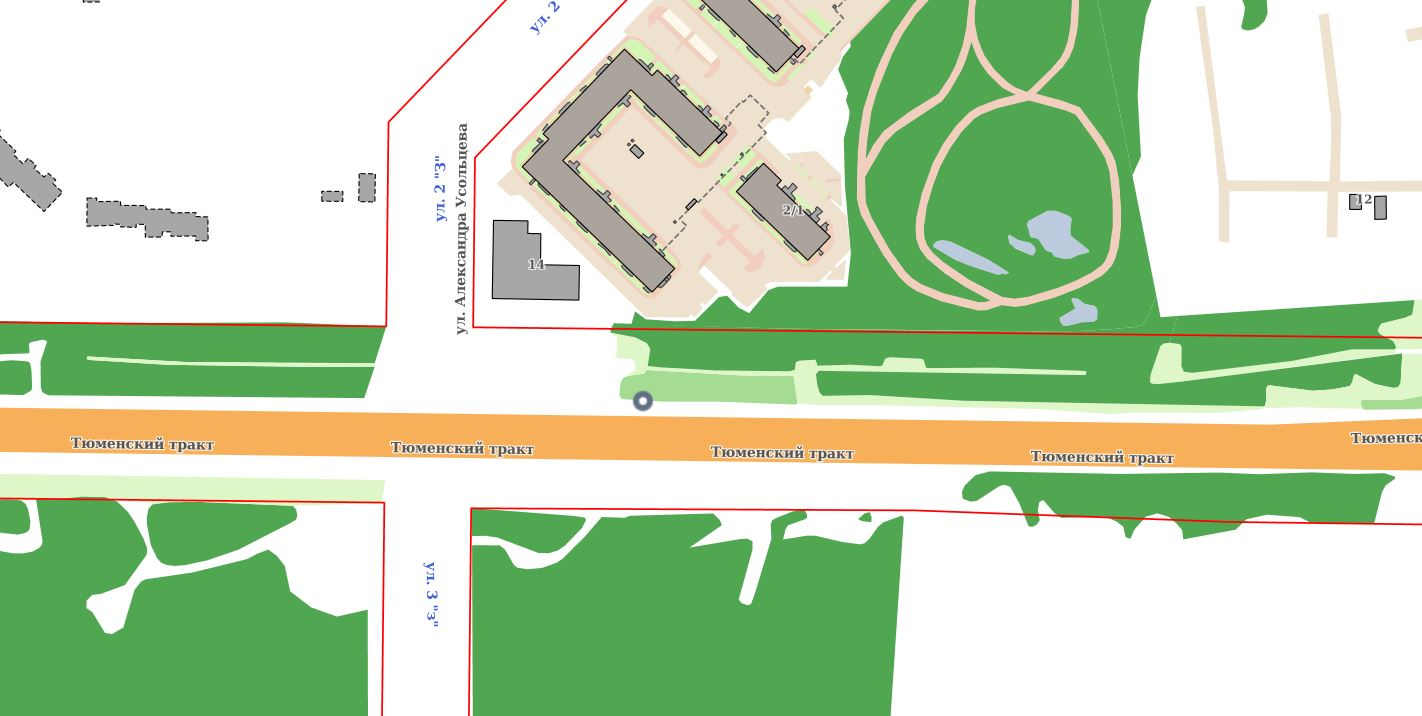 ул. 2
ул. 2 "З"
ул. Александра Усольцева
2/1
12
14
Тюменский тракт
Тюменский тракт
Тюменский тракт
Тюменский тракт
Тюменск
ул. 3 "з"